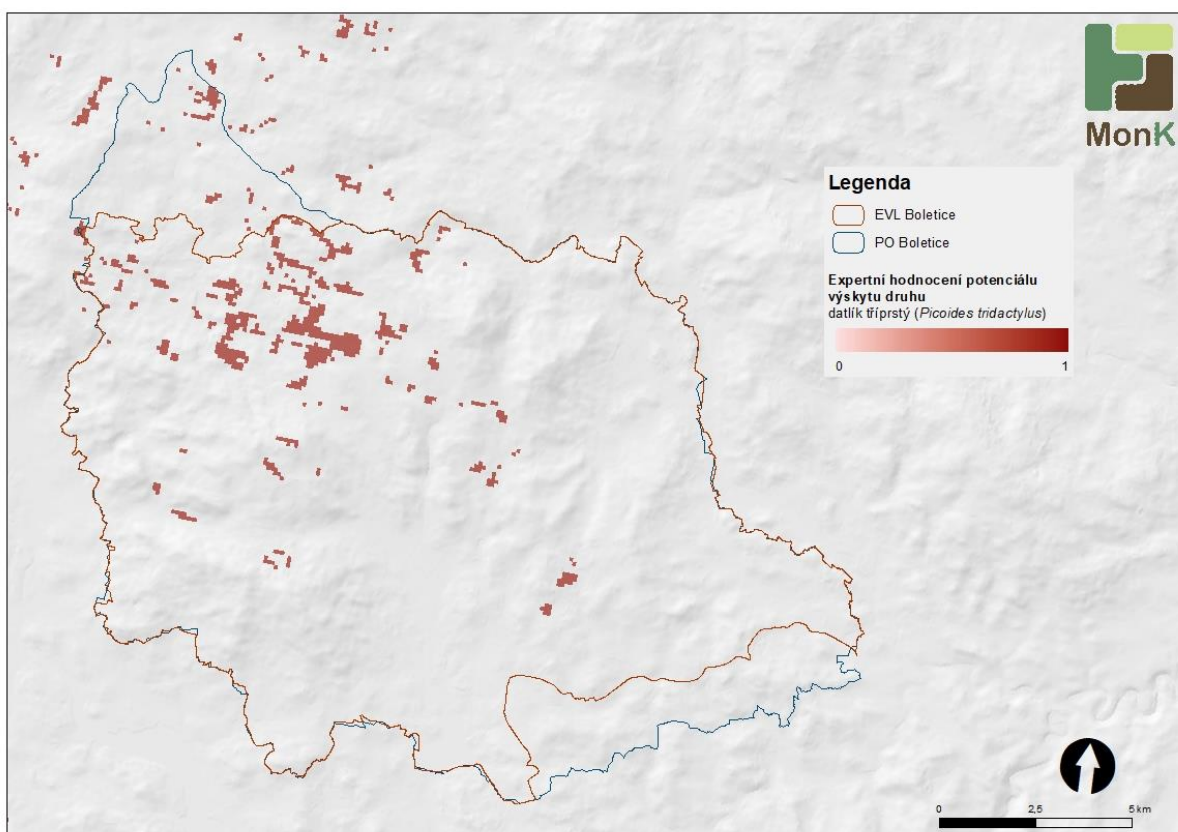 MonK
Legenda
EVL Boletice
PO Boletice
Expertní hodnocení potenciálu
výskytu druhu
datlík tříprstý (Picoides tridactylus)
0 1
0 2,5 5 km